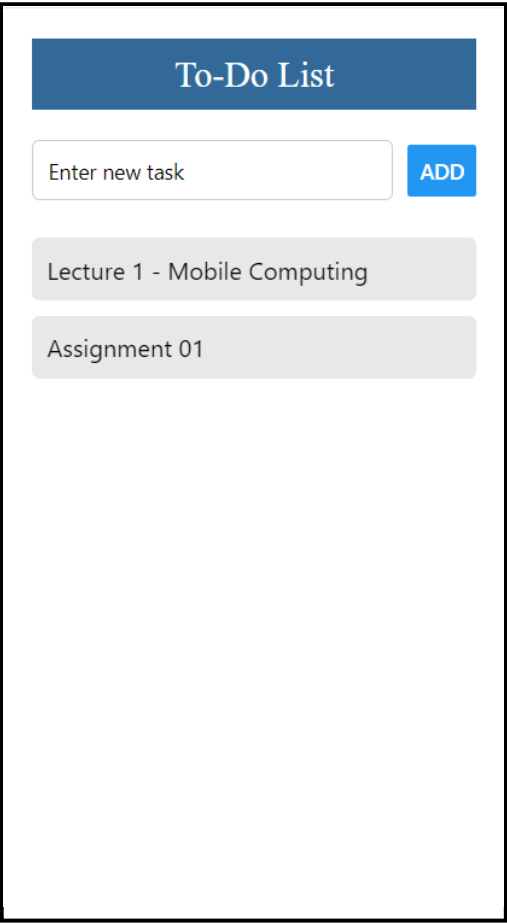 To-Do List
Enter new task
ADD
Lecture 1 - Mobile Computing
Assignment 01